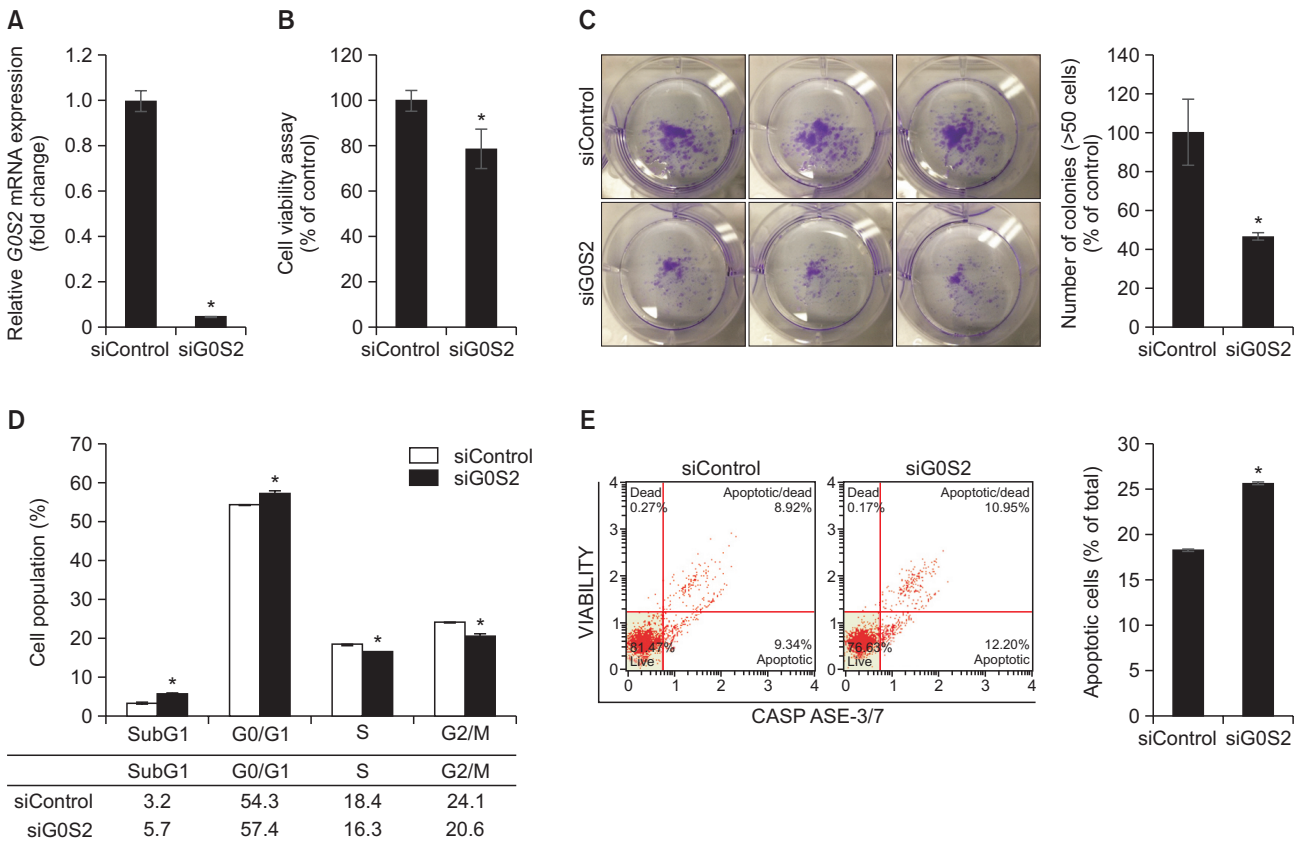 A
Relative G0S2 mRNA expression
(fold change)
1.2
1.0
0.8
0.6
0.4
0.2
0
*
siControl
siG0S2
B
Cell viability assay
(% of control)
120
100
80
60
40
20
0
*
siControl
siG0S2
C
siControl
siG0S2
Number of colonies (>50 cells)
(% of control)
140
120
100
80
60
40
20
0
*
siControl
siG0S2
D
Cell population (%)
70
60
50
40
30
20
10
0
siControl
siG0S2
*
*
*
*
SubG1 G0/G1 S G2/M
SubG1 G0/G1 S G2/M
siControl 3.2 54.3 18.4 24.1
siG0S2 5.7 57.4 16.3 20.6
E
VIABILITY
siControl
4
3
2
1
0
Dead
0.27%
Apoptotic/dead
8.92%
81.47%
Live
9.34%
Apoptotic
0 1 2 3 4
siG0S2
4
3
2
1
0
Dead
0.17%
Apoptotic/dead
10.95%
76.63%
Live
12.20%
Apoptotic
0 1 2 3 4
CASP ASE-3/7
Apoptotic cells (% of total)
30
25
20
15
10
5
0
*
siControl
siG0S2